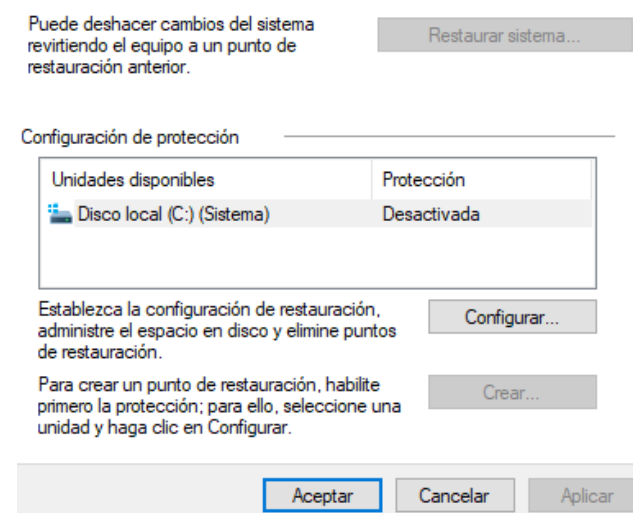 Puede deshacer cambios del sistema
revirtiendo el equipo a un punto de
restauración anterior.
Restaurar sistema...
Configuración de protección
Unidades disponibles Protección
Disco local (C:) (Sistema) Desactivada
Establezca la configuración de restauración,
administre el espacio en disco y elimine puntos
de restauración.
Configurar...
Para crear un punto de restauración, habilite
primero la protección; para ello, seleccione una
unidad y haga clic en Configurar.
Crear...
Aceptar Cancelar Aplicar